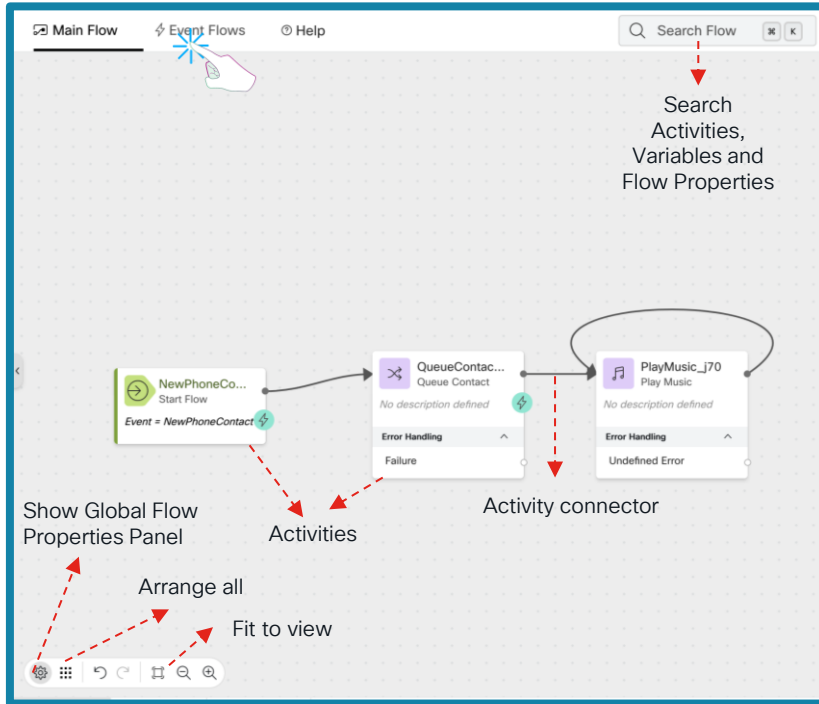 Main Flow
Event Flows
Help
Search Flow
⌘ K
Search
Activities,
Variables and
Flow Properties
NewPhoneCo...
Start Flow
Event = NewPhoneContact
QueueContac...
Queue Contact
No description defined
Error Handling
Failure
PlayMusic_j70
Play Music
No description defined
Error Handling
Undefined Error
Activity connector
Activities
Show Global Flow
Properties Panel
Arrange all
Fit to view